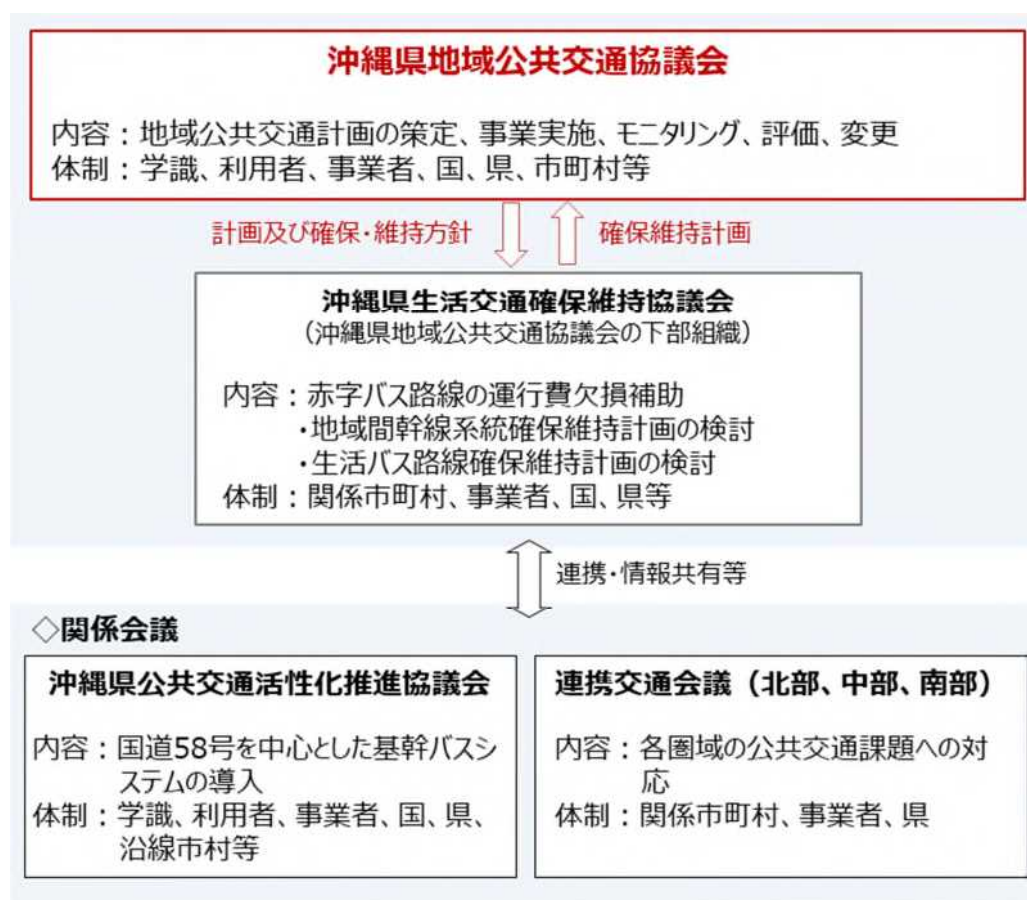 沖縄県地域公共交通協議会
内容：地域公共交通計画の策定、事業実施、モニタリング、評価、変更
体制：学識、利用者、事業者、国、県、市町村等
計画及び確保・維持方針
確保維持計画
沖縄県生活交通確保維持協議会
（沖縄県地域公共交通協議会の下部組織）
内容：赤字バス路線の運行費欠損補助
・地域間幹線系統確保維持計画の検討
・生活バス路線確保維持計画の検討
体制：関係市町村、事業者、国、県等
連携・情報共有等
◇関係会議
沖縄県公共交通活性化推進協議会
内容：国道58号を中心とした基幹バスシ
ステムの導入
体制：学識、利用者、事業者、国、県、
沿線市村等
連携交通会議（北部、中部、南部）
内容：各圏域の公共交通課題への対
応
体制：関係市町村、事業者、県